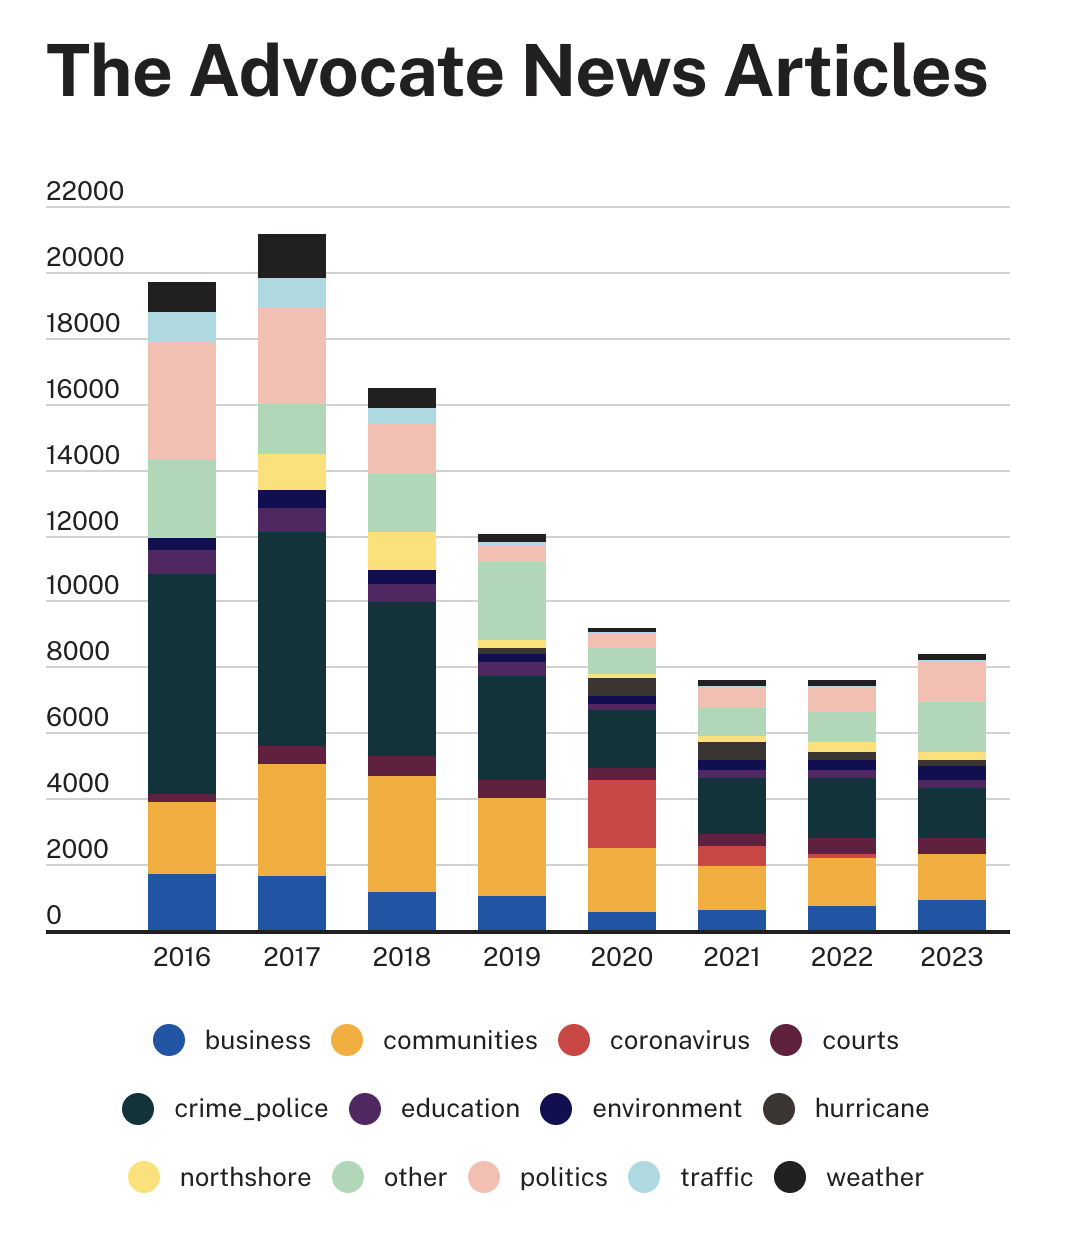 The Advocate News Articles
22000
20000
18000
16000
14000
12000
10000
8000
6000
4000
2000
0
2016 2017 2018 2019 2020 2021 2022 2023
business communities coronavirus courts
crime_police education environment hurricane
northshore other politics traffic weather